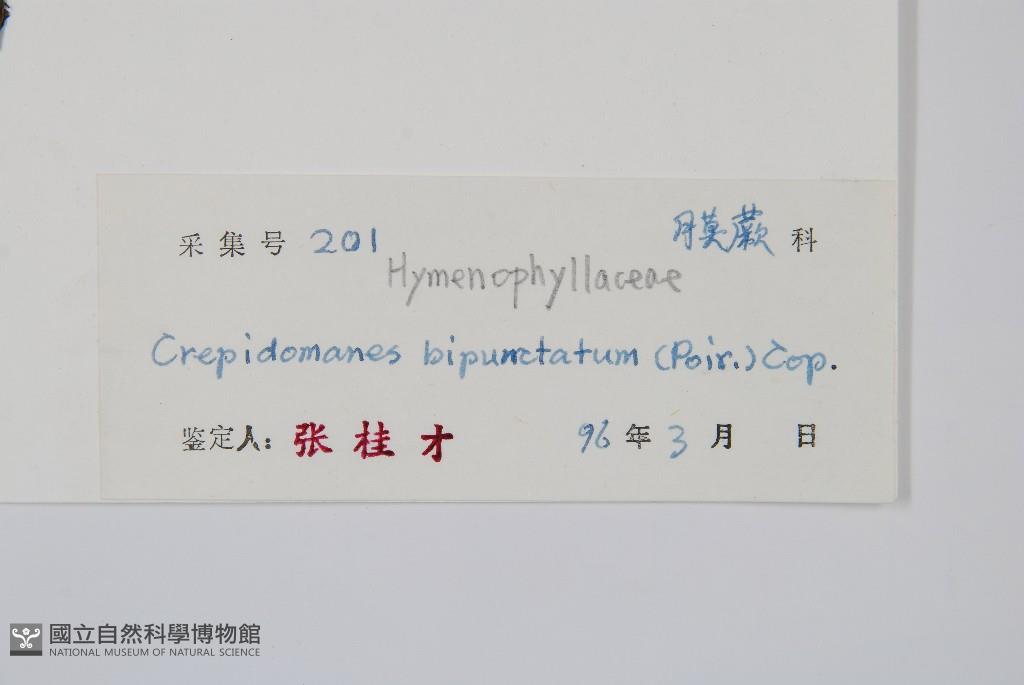 采集号 201 膜蕨 科
Hymenophyllaceae
Crepidomanes bipunctatum (Poir.) Cop.
鉴定人: 张桂才 96 年 3 月 日
國立自然科學博物館
NATIONAL MUSEUM OF NATURAL SCIENCE